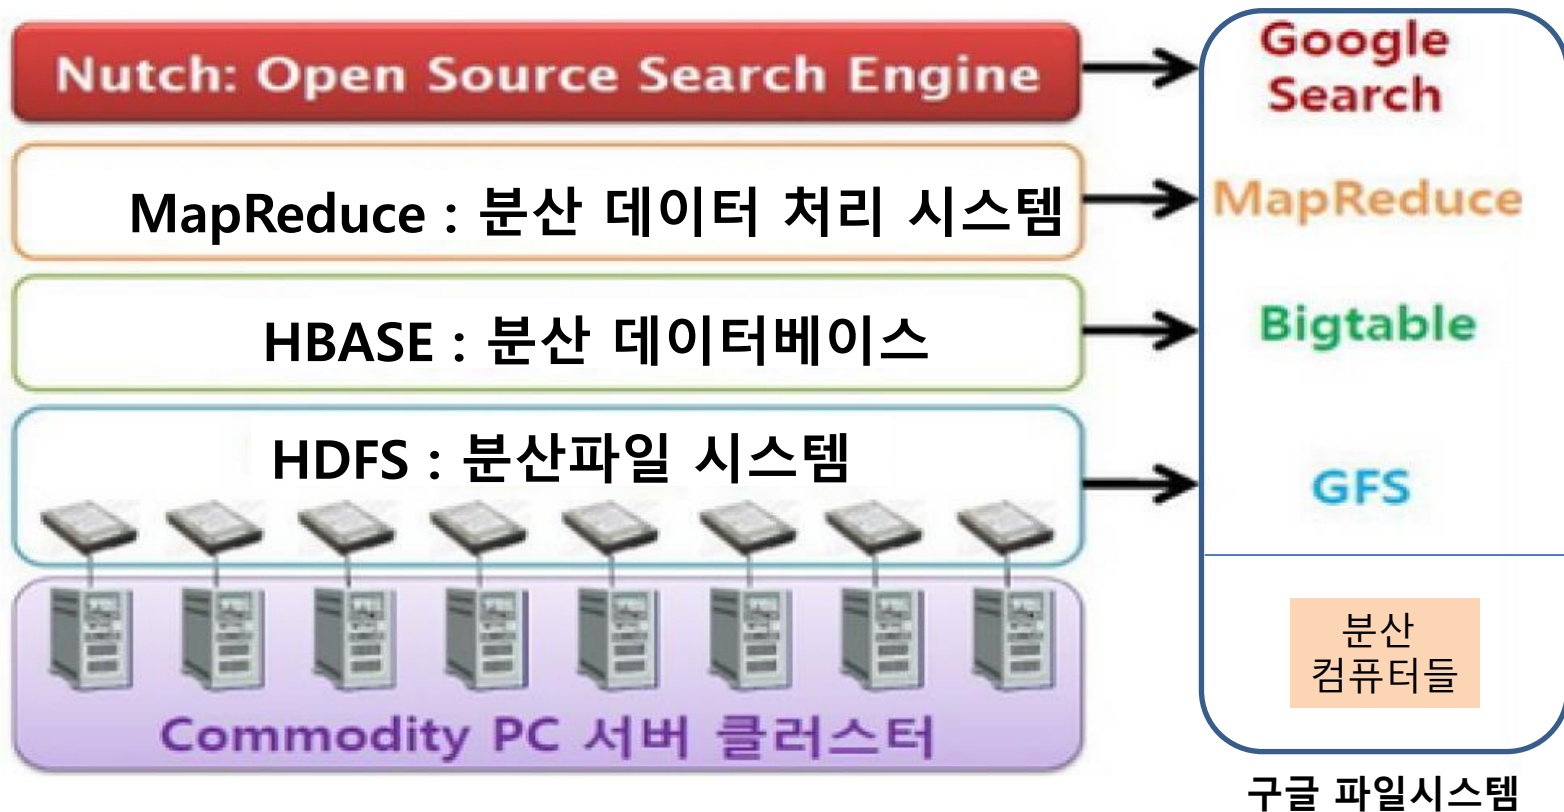 Nutch: Open Source Search Engine
MapReduce : 분산 데이터 처리 시스템
HBASE : 분산 데이터베이스
HDFS : 분산파일 시스템
Commodity PC 서버 클러스터
Google
Search
MapReduce
Bigtable
GFS
분산
컴퓨터들
구글 파일시스템